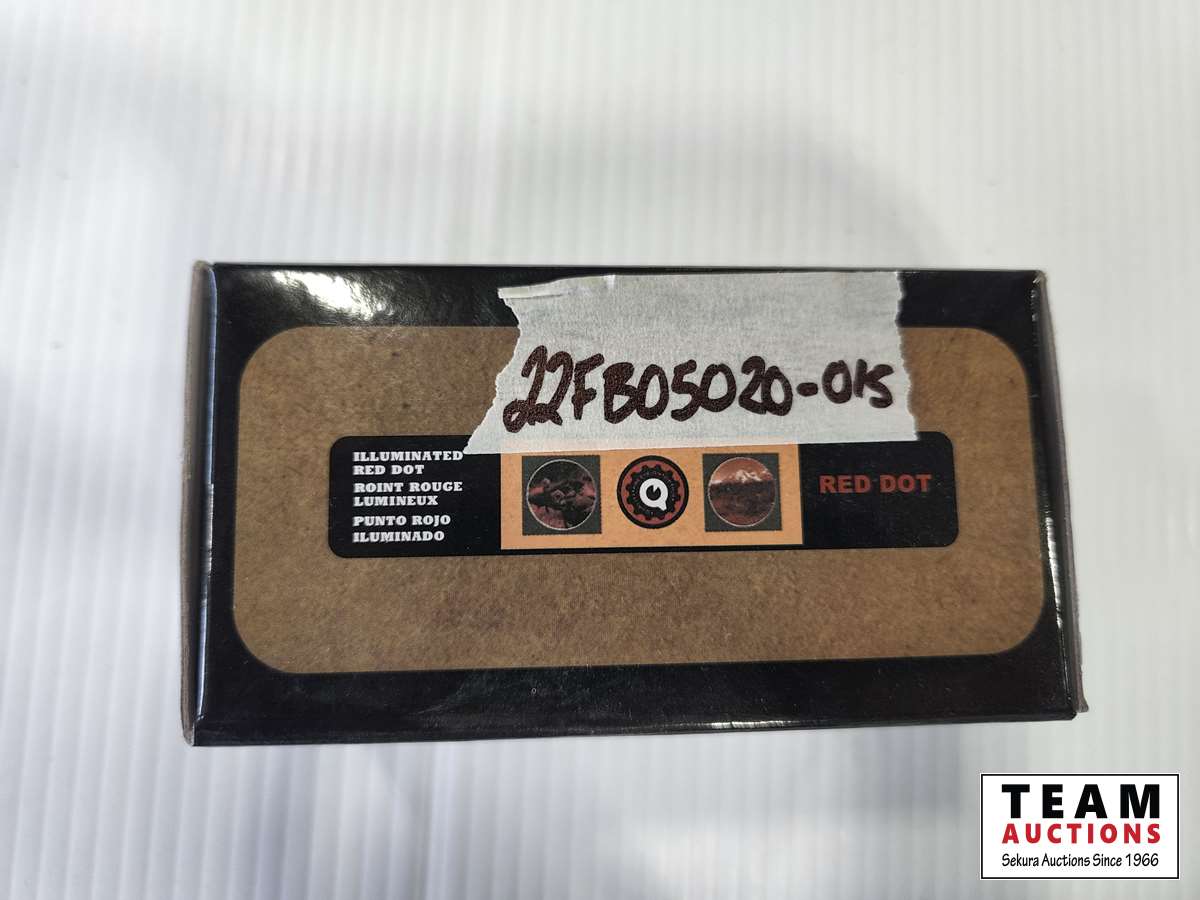 22FB05020-015
ILLUMINATED
RED DOT
ROINT ROUGE
LUMINEUX
PUNTO ROJO
ILUMINADO
Q
RED DOT
TEAM
AUCTIONS
Sekura Auctions Since 1966